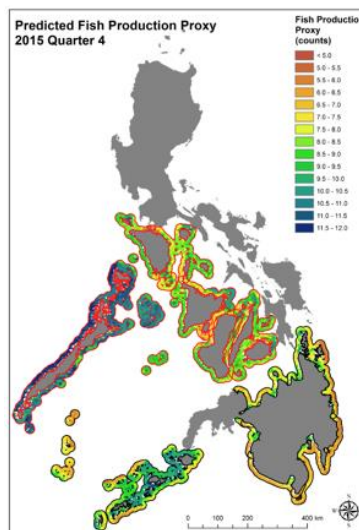 Predicted Fish Production Proxy
2015 Quarter 4
Fish Production
Proxy
(counts)
< 5.0
5.0 - 5.5
5.5 - 6.0
6.0 - 6.5
6.5 - 7.0
7.0 - 7.5
7.5 - 8.0
8.0 - 8.5
8.5 - 9.0
9.0 - 9.5
9.5 - 10.0
10.0 - 10.5
10.5 - 11.0
11.0 - 11.5
11.5 - 12.0
0
100
200
400 km